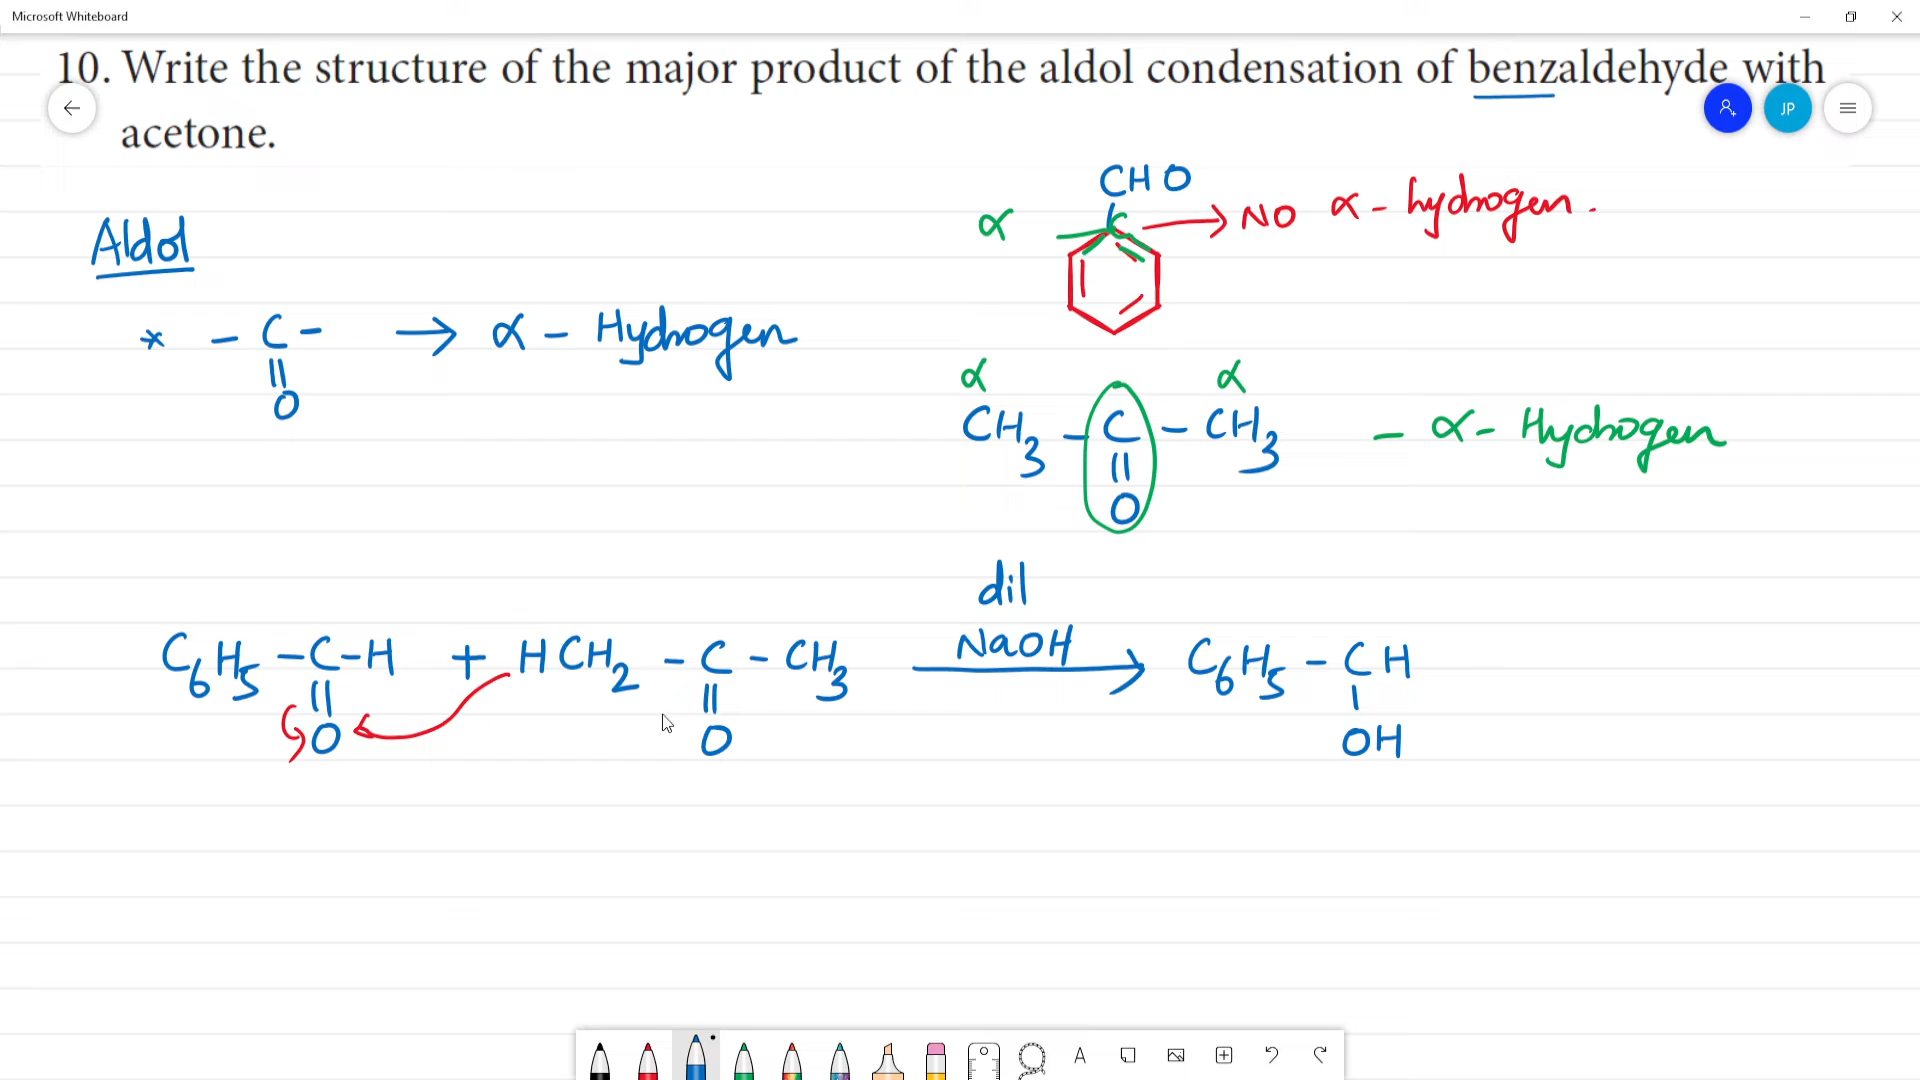 Microsoft Whiteboard
10. Write the structure of the major product of the aldol condensation of benzaldehyde with
acetone.
JP
CHO
α C → NO α - hydrogen.
Aldol
* - C - → α - Hydrogen
||
O
α α
CH3 - C - CH3 - α - Hydrogen
||
O
dil
C6H5 - C - H + HCH2 - C - CH3 NaOH → C6H5 - CH
|| || |
O O OH
A